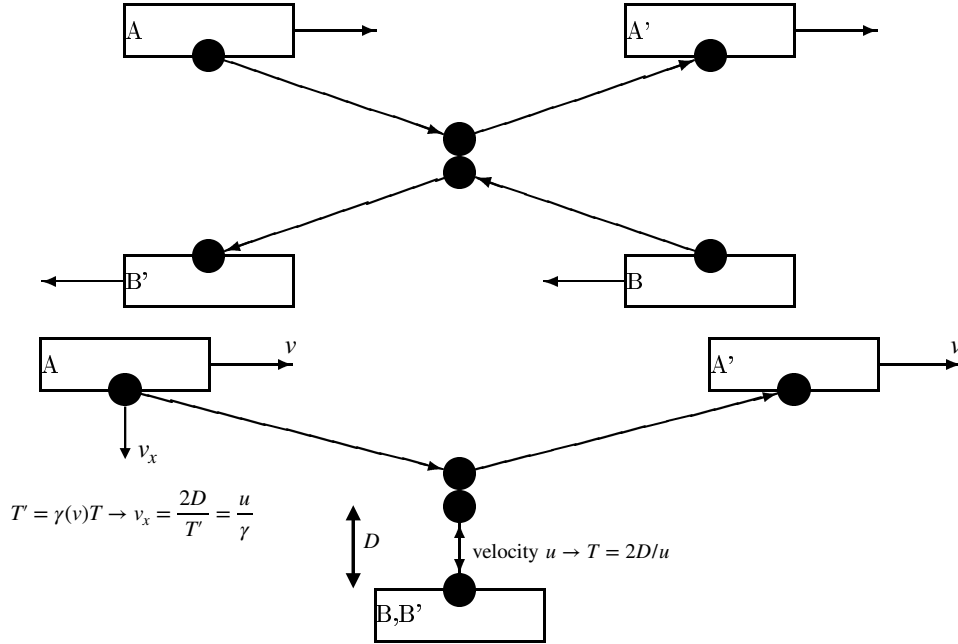 A
A'
B'
B
A
v
A'
v
v_x
T′ = γ(v)T → v_x = 2D/T′ = u/γ
D
velocity u → T = 2D/u
B,B'